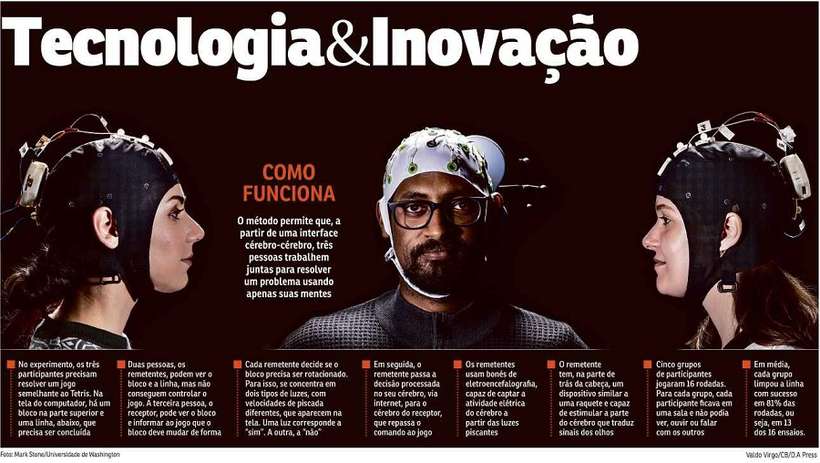 Tecnologia&Inovação
COMO
FUNCIONA
O método permite que, a
partir de uma interface
cérebro-cérebro, três
pessoas trabalhem
juntas para resolver
um problema usando
apenas suas mentes
No experimento, os três
participantes precisam
resolver um jogo
semelhante ao Tetris. Na
tela do computador, há um
bloco na parte superior e
uma linha, abaixo, que
precisa ser concluída
Duas pessoas, os
remetentes, podem ver o
bloco e a linha, mas não
conseguem controlar o
jogo. A terceira pessoa, o
receptor, pode ver o bloco
e informar ao jogo que o
bloco deve mudar de forma
Cada remetente decide se o
bloco precisa ser rotacionado.
Para isso, se concentra em
dois tipos de luzes, com
velocidades de piscada
diferentes, que aparecem na
tela. Uma luz corresponde a
"sim". A outra, a "não"
Em seguida, o
remetente passa a
decisão processada
no seu cérebro, via
internet, para o
cérebro do receptor,
que repassa o
comando ao jogo
Os remetentes
usam bonés de
eletroencefalografia,
capaz de captar a
atividade elétrica
do cérebro a
partir das luzes
piscantes
O remetente
tem, na parte de
trás da cabeça, um
dispositivo similar a
uma raquete e capaz
de estimular a parte
do cérebro que traduz
sinais dos olhos
Cinco grupos
de participantes
jogaram 16 rodadas.
Para cada grupo, cada
participante ficava em
uma sala e não podia
ver, ouvir ou falar
com os outros
Em média,
cada grupo
limpou a linha
com sucesso
em 81% das
rodadas, ou
seja, em 13
dos 16 ensaios.
Foto: Mark Stone/Universidade de Washington
Valdo Virgo/CB/D.A Press